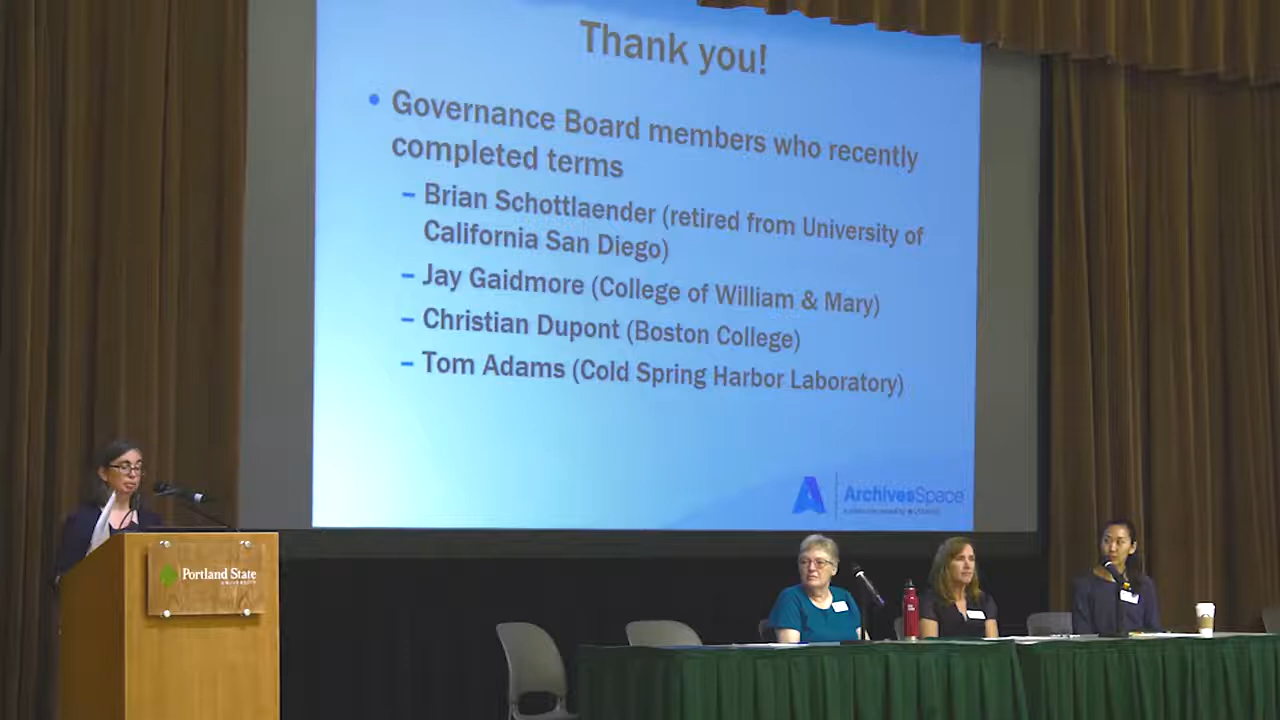 Thank you!
• Governance Board members who recently
completed terms
– Brian Schottlaender (retired from University of
California San Diego)
– Jay Gaidmore (College of William & Mary)
– Christian Dupont (Boston College)
– Tom Adams (Cold Spring Harbor Laboratory)
ArchivesSpace
Portland State
UNIVERSITY